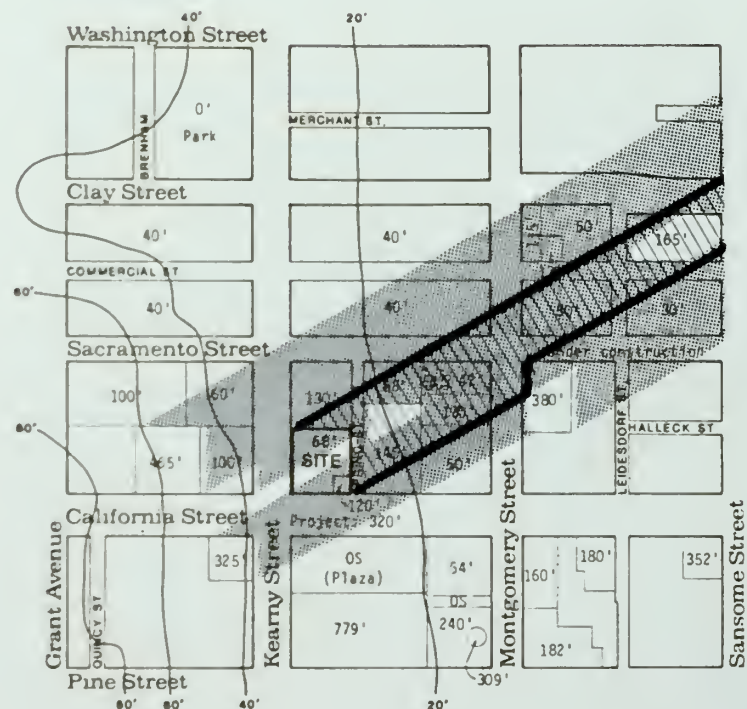 40' 20'
Washington Street
0'
Park
BRENHAM
MERCHANT ST.
Clay Street
40' 40' 50 165'
COMMERCIAL ST
60'
40' 40' 30
Sacramento Street
Under construction
100' 60' 130'
380'
HALLECK ST
LEIDESDORF ST.
80'
68'
SITE
100' 50
120'
California Street
Project: 320'
325' OS
(Plaza)
54' 180' 352'
160'
OS
779' 240'
182'
309'
Grant Avenue
QUINCY ST
Kearny Street
Montgomery Street
Sansome Street
Pine Street
80' 60' 40' 20'